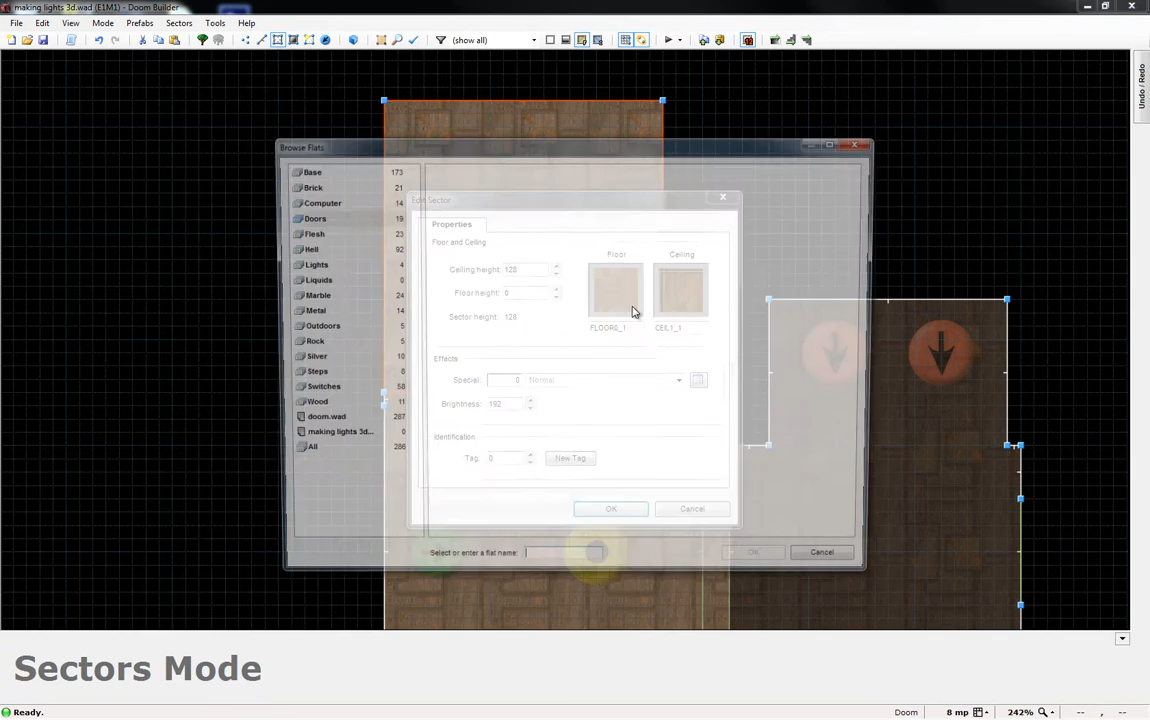 making lights 3d.wad (E1M1) - Doom Builder
File Edit View Mode Prefabs Sectors Tools Help
(show all)
Undo / Redo
Browse Flats
Base 173
Brick 21
Computer 14
Doors 19
Flesh 23
Hell 92
Lights 4
Liquids 0
Marble 24
Metal 10
Outdoors 2
Rock 11
Silver 10
Steps 8
Switches 58
Wood 11
doom.wad 287
making lights 3d... 0
All 286
Edit Sector
Properties
Floor and Ceiling
Floor Ceiling
Ceiling height: 128
Floor height: 0
Sector height: 128
FLOOR0_1 CEIL1_1
Effects
Special: 0 Normal
Brightness: 192
Identification
Tag: 0 New Tag
OK Cancel
Select or enter a flat name: OK Cancel
Sectors Mode
Ready. Doom 8 mp 242% -- , --